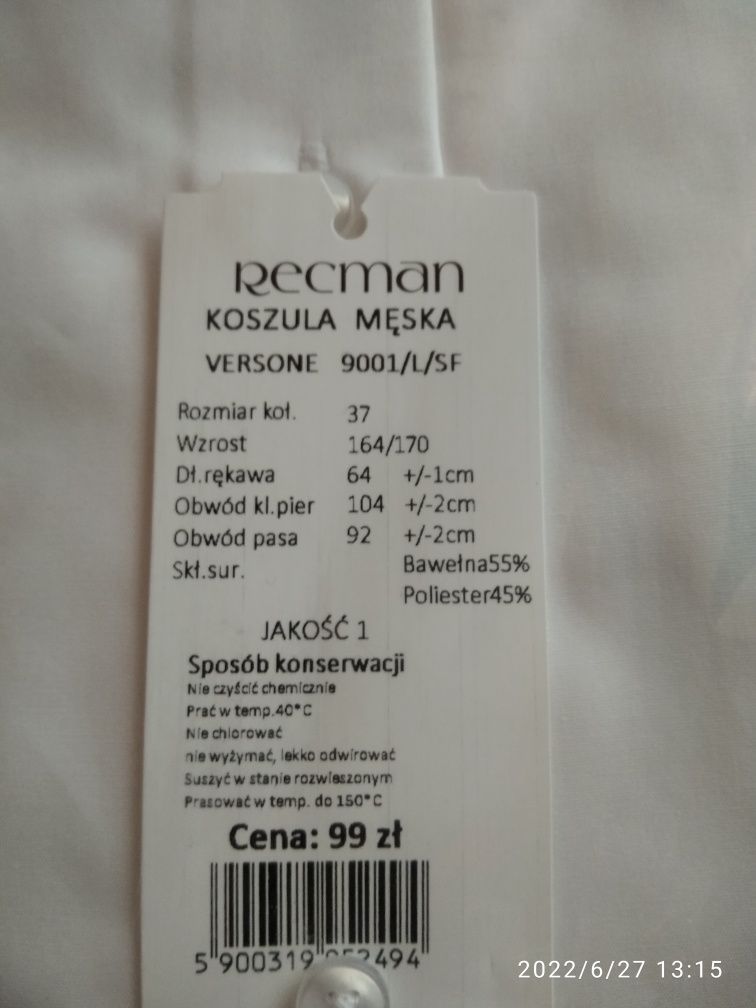 Recman
KOSZULA MĘSKA
VERSONE 9001/L/SF
Rozmiar koł. 37
Wzrost 164/170
Dł.rękawa 64 +/-1cm
Obwód kl.pier 104 +/-2cm
Obwód pasa 92 +/-2cm
Skł.sur. Bawełna55%
Poliester45%
JAKOŚĆ 1
Sposób konserwacji
Nie czyścić chemicznie
Prać w temp.40°C
Nie chlorować
nie wyżymać, lekko odwirować
Suszyć w stanie rozwieszonym
Prasować w temp. do 150°C
Cena: 99 zł
5 900319
2022/6/27 13:15